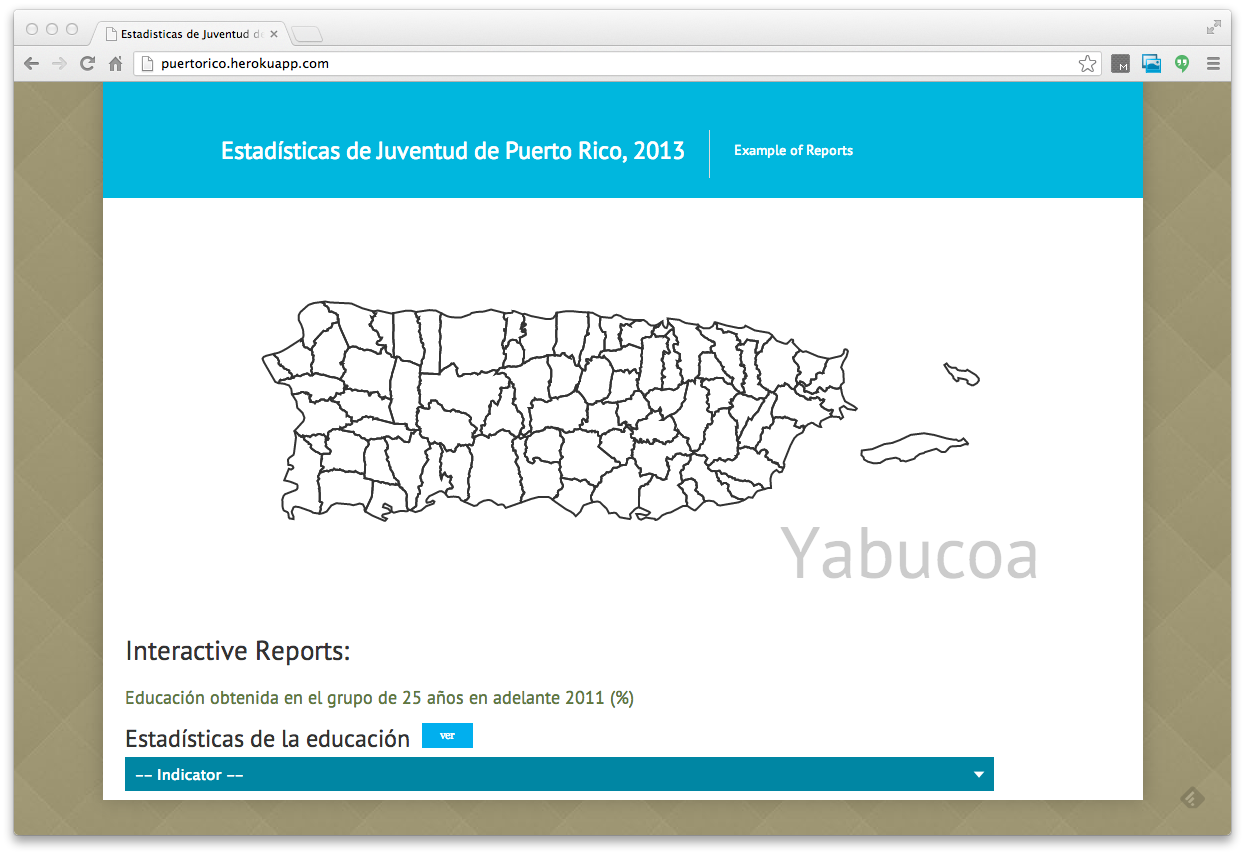 Estadisticas de Juventud de
puertorico.herokuapp.com
M
Estadísticas de Juventud de Puerto Rico, 2013
Example of Reports
Yabucoa
Interactive Reports:
Educación obtenida en el grupo de 25 años en adelante 2011 (%)
Estadísticas de la educación
ver
-- Indicator --